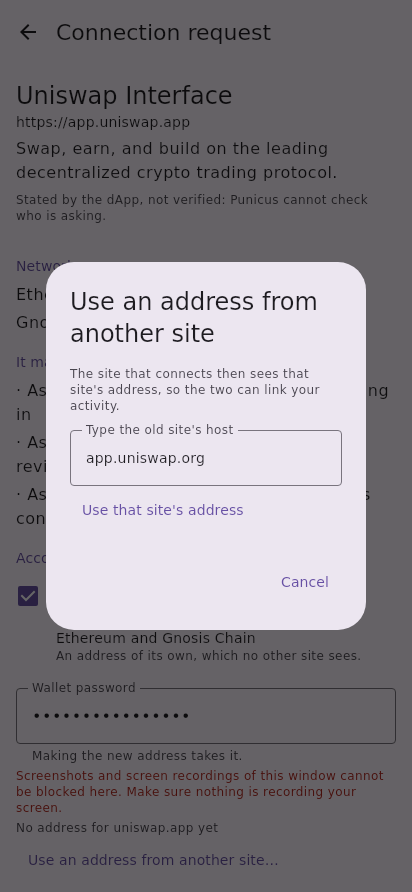 Connection request
Uniswap Interface
https://app.uniswap.app
Swap, earn, and build on the leading
decentralized crypto trading protocol.
Stated by the dApp, not verified: Punicus cannot check
who is asking.
Use an address from
another site
The site that connects then sees that
site's address, so the two can link your
activity.
Type the old site's host
app.uniswap.org
Use that site's address
Cancel
in
Ethereum and Gnosis Chain
An address of its own, which no other site sees.
Wallet password
••••••••••••••••
Making the new address takes it.
Screenshots and screen recordings of this window cannot
be blocked here. Make sure nothing is recording your
screen.
No address for uniswap.app yet
Use an address from another site...